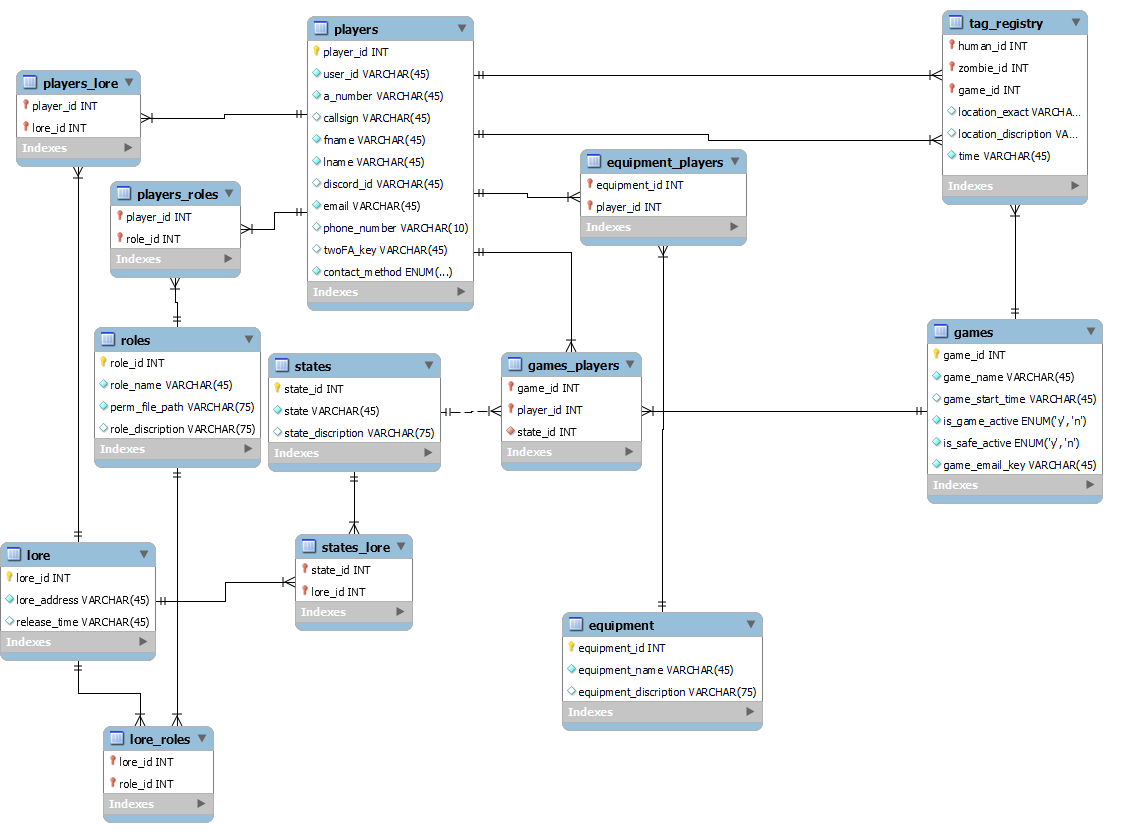 players
player_id INT
user_id VARCHAR(45)
a_number VARCHAR(45)
callsign VARCHAR(45)
fname VARCHAR(45)
lname VARCHAR(45)
discord_id VARCHAR(45)
email VARCHAR(45)
phone_number VARCHAR(10)
twoFA_key VARCHAR(45)
contact_method ENUM(...)
Indexes
tag_registry
human_id INT
zombie_id INT
game_id INT
location_exact VARCHA...
location_discription VA...
time VARCHAR(45)
Indexes
players_lore
player_id INT
lore_id INT
Indexes
players_roles
player_id INT
role_id INT
Indexes
equipment_players
equipment_id INT
player_id INT
Indexes
roles
role_id INT
role_name VARCHAR(45)
perm_file_path VARCHAR(75)
role_discription VARCHAR(75)
Indexes
states
state_id INT
state VARCHAR(45)
state_discription VARCHAR(75)
Indexes
games_players
game_id INT
player_id INT
state_id INT
Indexes
games
game_id INT
game_name VARCHAR(45)
game_start_time VARCHAR(45)
is_game_active ENUM('y', 'n')
is_safe_active ENUM('y', 'n')
game_email_key VARCHAR(45)
Indexes
lore
lore_id INT
lore_address VARCHAR(45)
release_time VARCHAR(45)
Indexes
states_lore
state_id INT
lore_id INT
Indexes
equipment
equipment_id INT
equipment_name VARCHAR(45)
equipment_discription VARCHAR(75)
Indexes
lore_roles
lore_id INT
role_id INT
Indexes